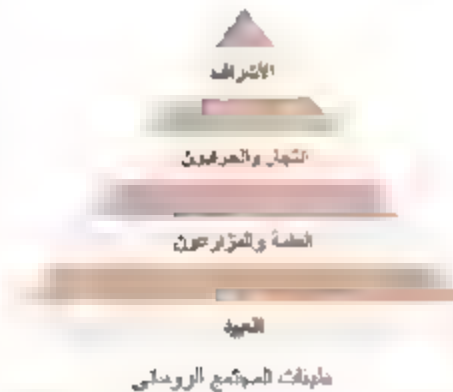 الأشراف
التجار والحرفيون
العامة والمزارعون
العبيد
طبقات المجتمع الروماني